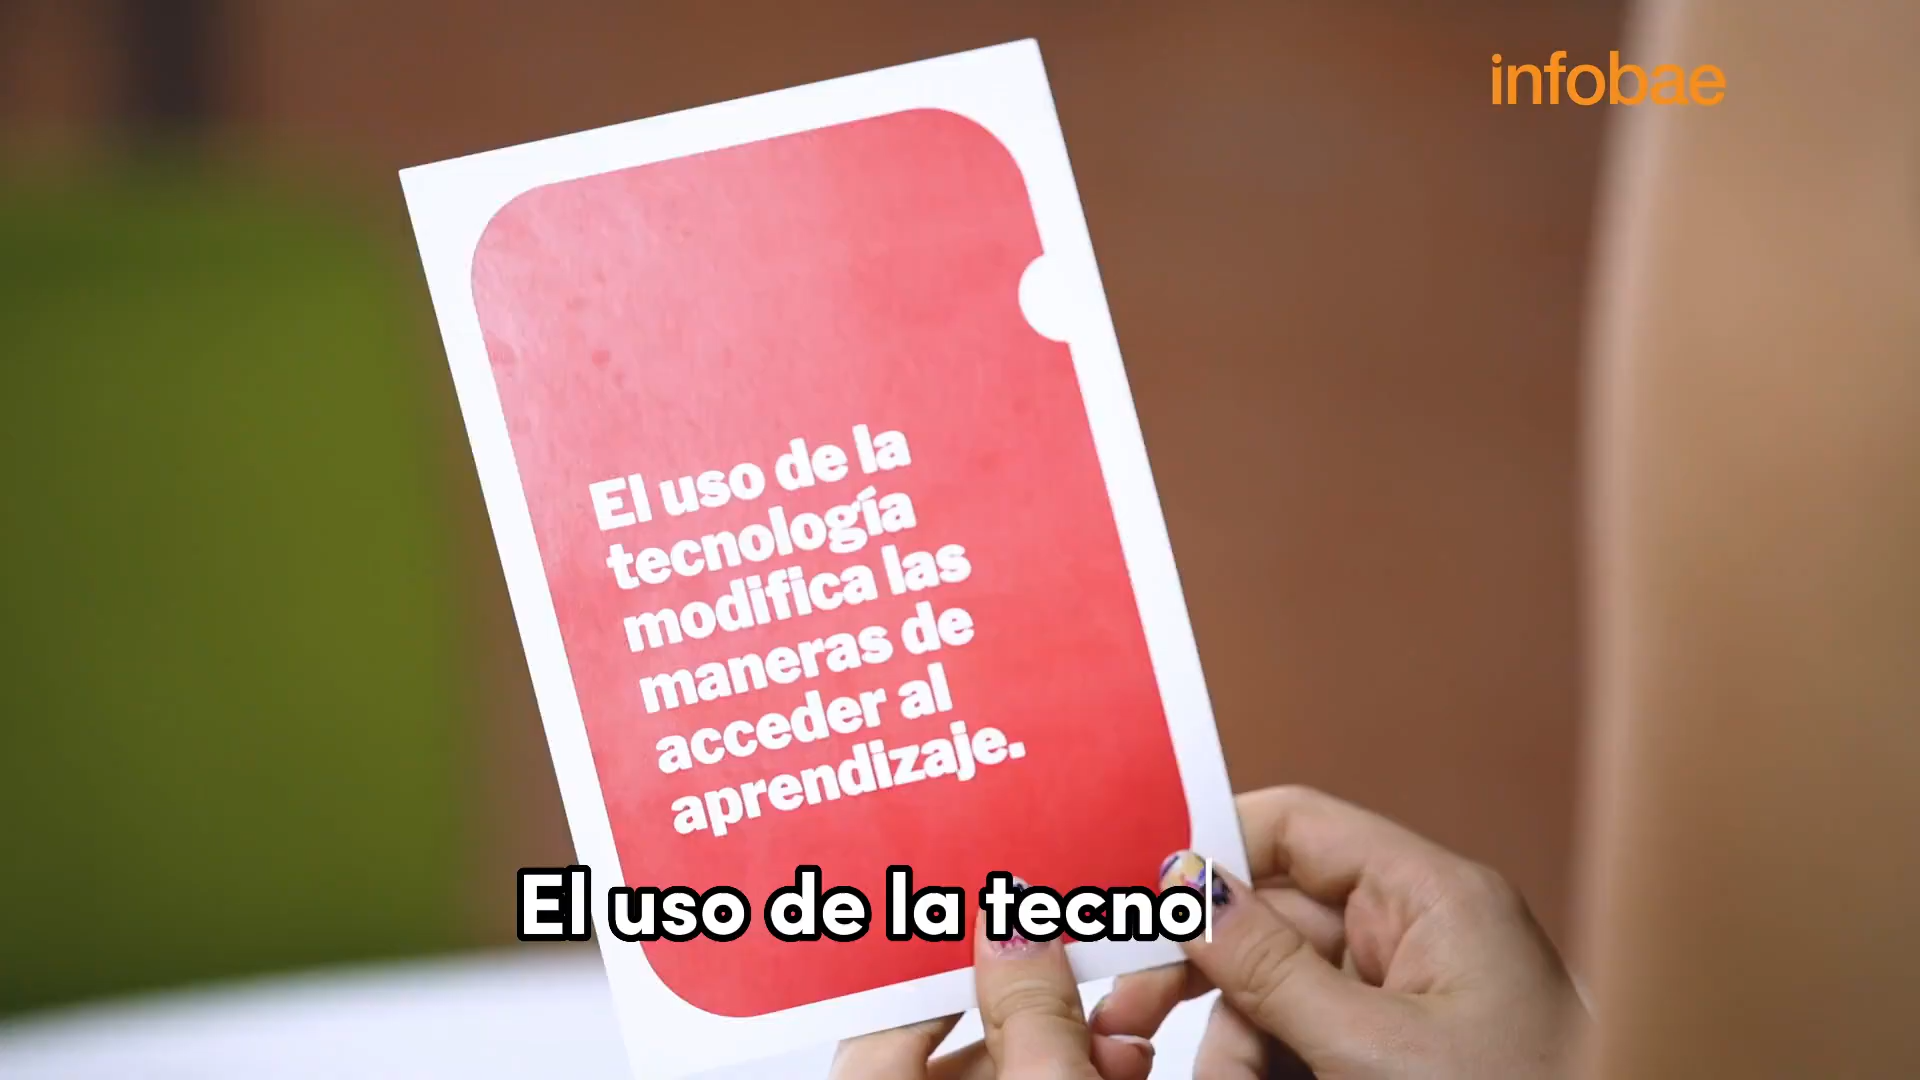 infobae
El uso de la
tecnología
modifica las
maneras de
acceder al
aprendizaje.
El uso de la tecno